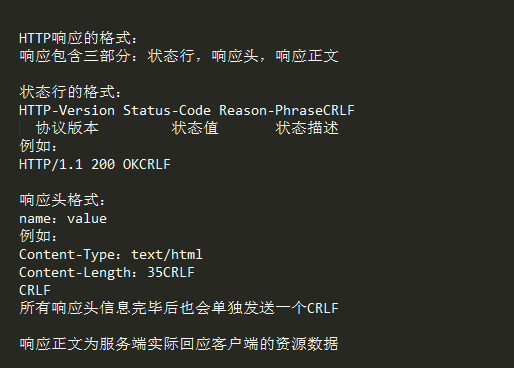 HTTP响应的格式：
响应包含三部分：状态行，响应头，响应正文
状态行的格式：
HTTP-Version Status-Code Reason-PhraseCRLF
协议版本 状态值 状态描述
例如：
HTTP/1.1 200 OKCRLF
响应头格式：
name：value
例如：
Content-Type：text/html
Content-Length：35CRLF
CRLF
所有响应头信息完毕后也会单独发送一个CRLF
响应正文为服务端实际回应客户端的资源数据